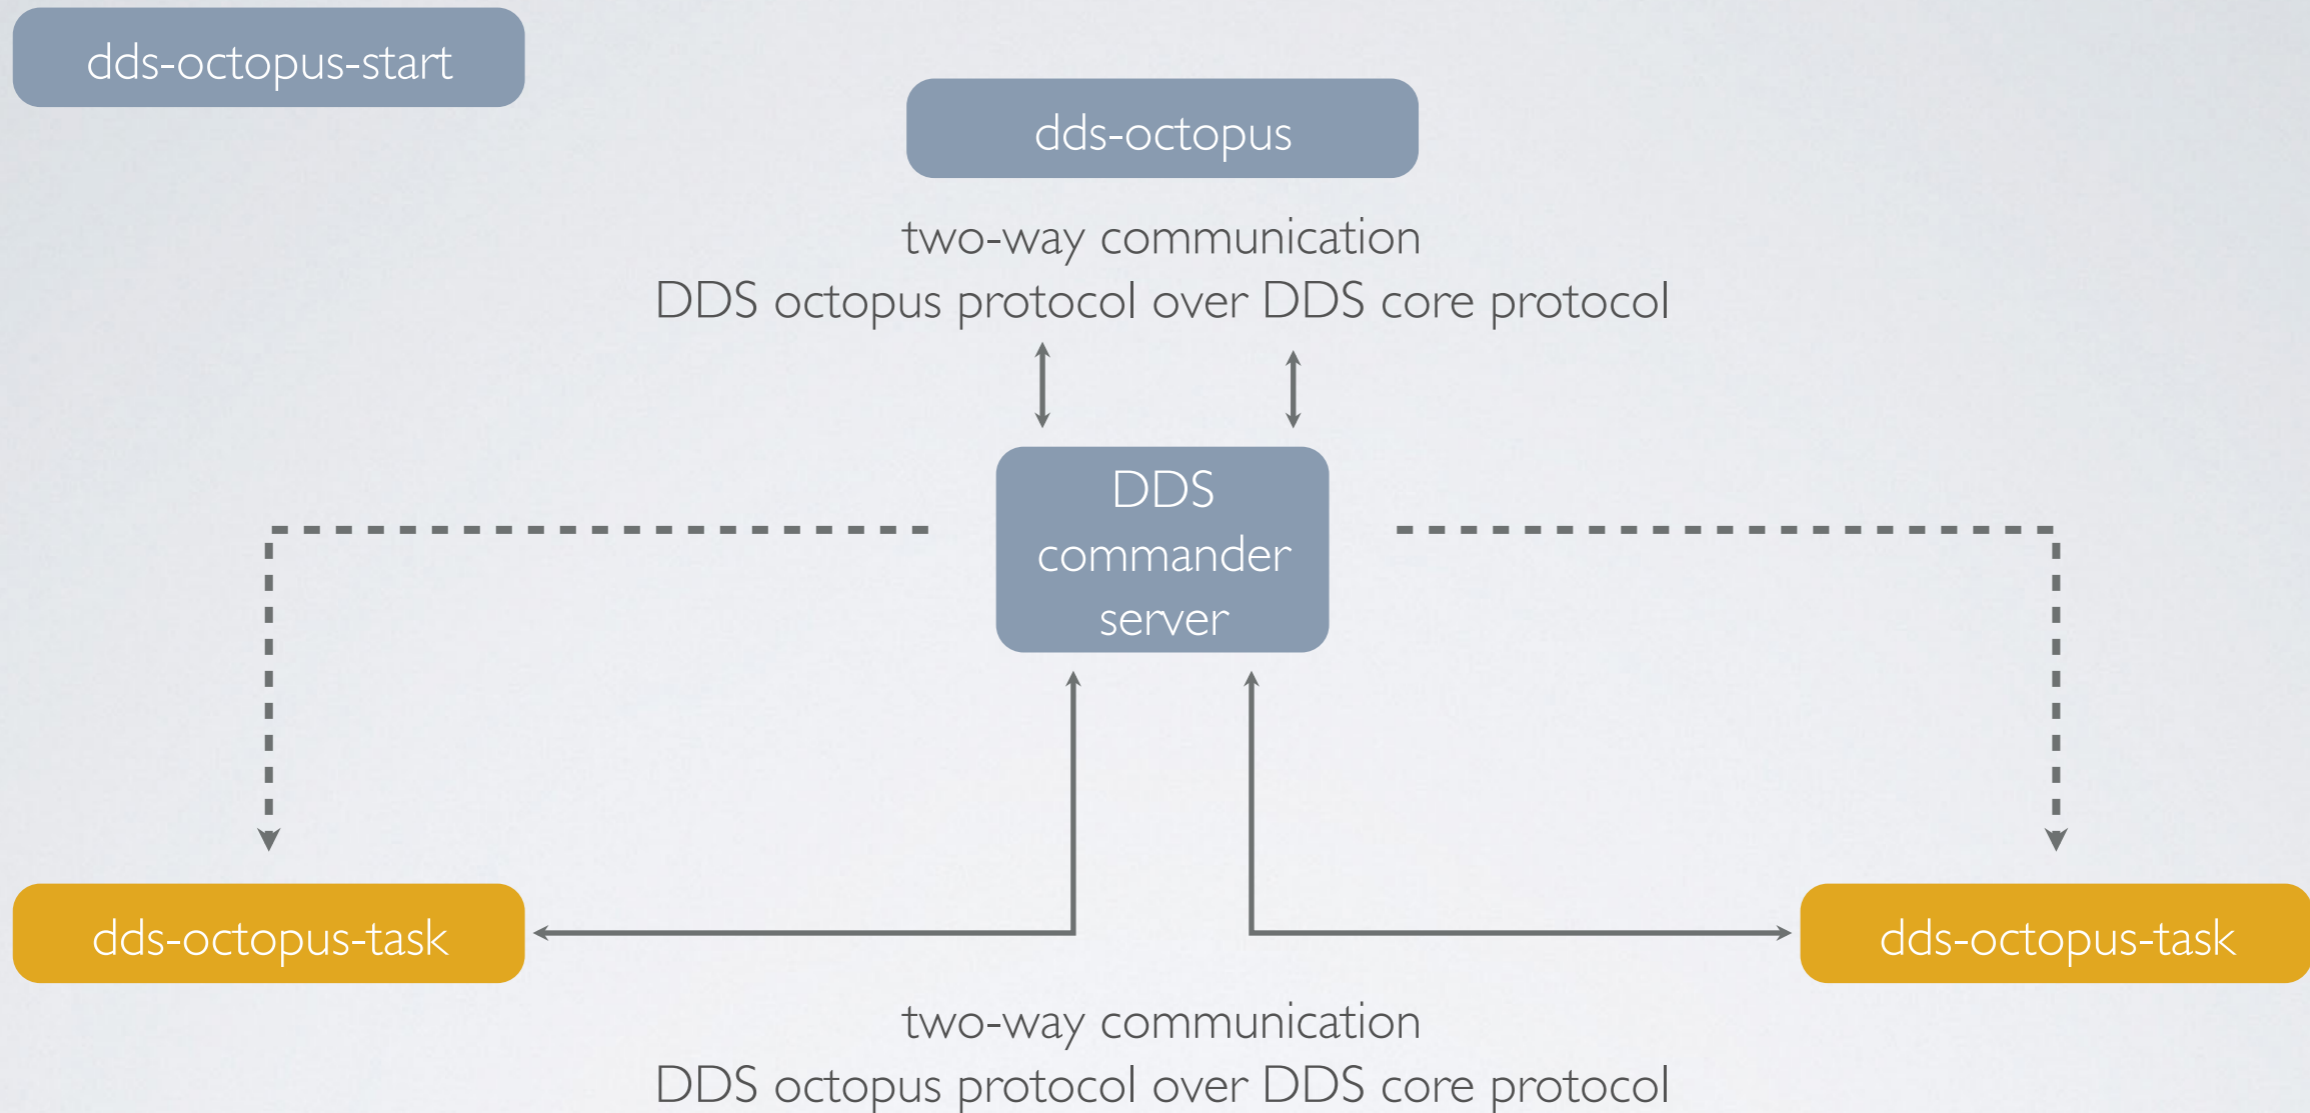 dds-octopus-start
dds-octopus
two-way communication
DDS octopus protocol over DDS core protocol
DDS
commander
server
dds-octopus-task
dds-octopus-task
two-way communication
DDS octopus protocol over DDS core protocol